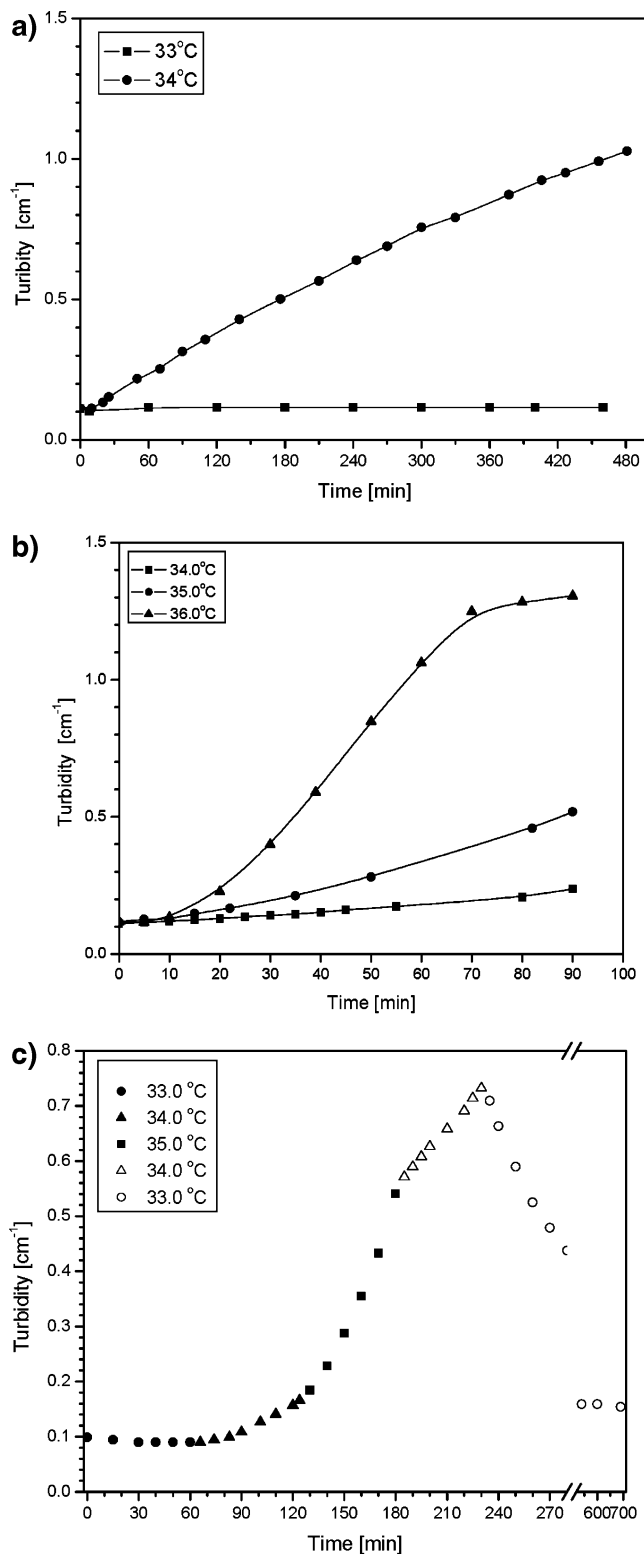 a)
33°C
34°C
1.5
1.0
0.5
0.0
Turibity [cm⁻¹]
0 60 120 180 240 300 360 420 480
Time [min]
b)
34.0°C
35.0°C
36.0°C
1.5
1.0
0.5
0.0
Turbidity [cm⁻¹]
0 10 20 30 40 50 60 70 80 90 100
Time [min]
c)
33.0 °C
34.0 °C
35.0 °C
34.0 °C
33.0 °C
0.8
0.7
0.6
0.5
0.4
0.3
0.2
0.1
0.0
Turbidity [cm⁻¹]
0 30 60 90 120 150 180 210 240 270 600 700
Time [min]